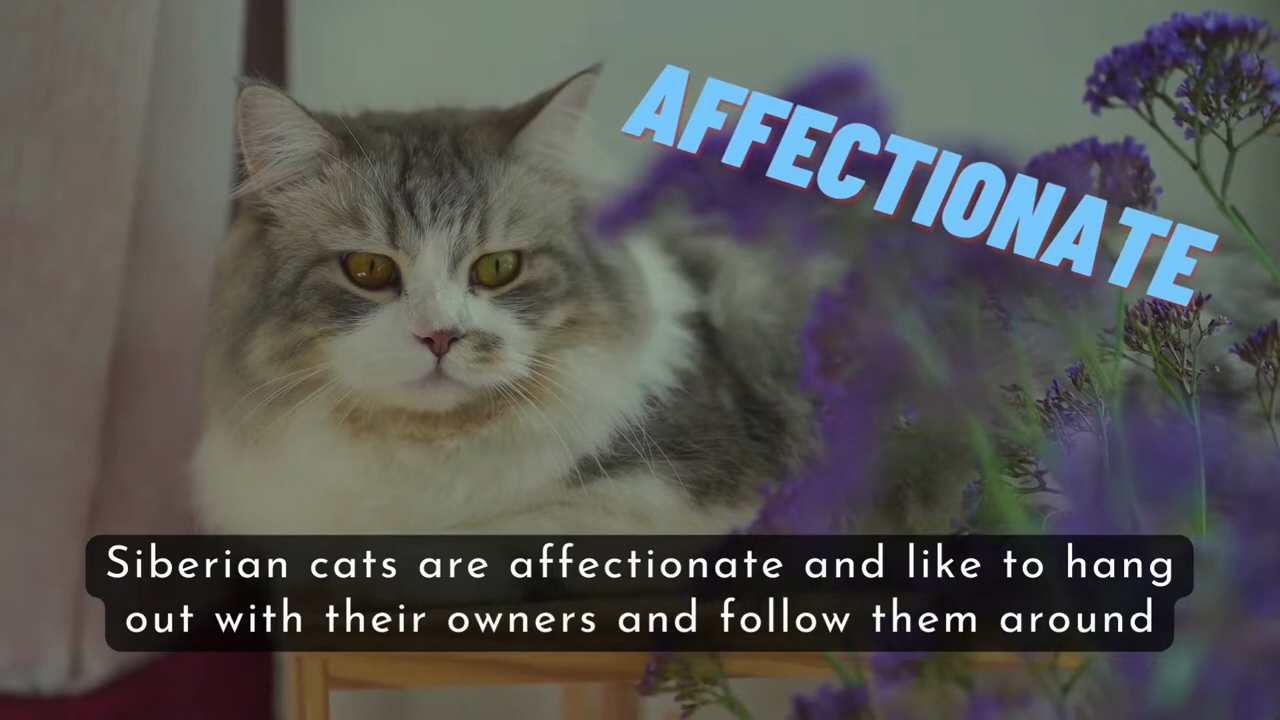 AFFECTIONATE
Siberian cats are affectionate and like to hang
out with their owners and follow them around